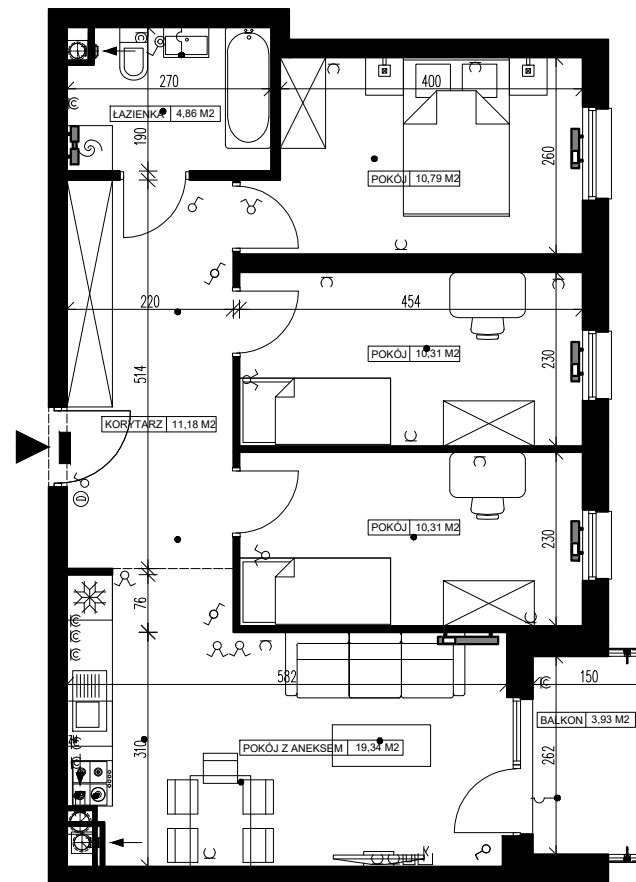 270
400
ŁAZIENKA 4,86 M2
190
POKÓJ 10,79 M2
260
220
454
514
POKÓJ 10,31 M2
230
KORYTARZ 11,18 M2
POKÓJ 10,31 M2
230
76
582
150
310
POKÓJ Z ANEKSEM 19,34 M2
BALKON 3,93 M2
262